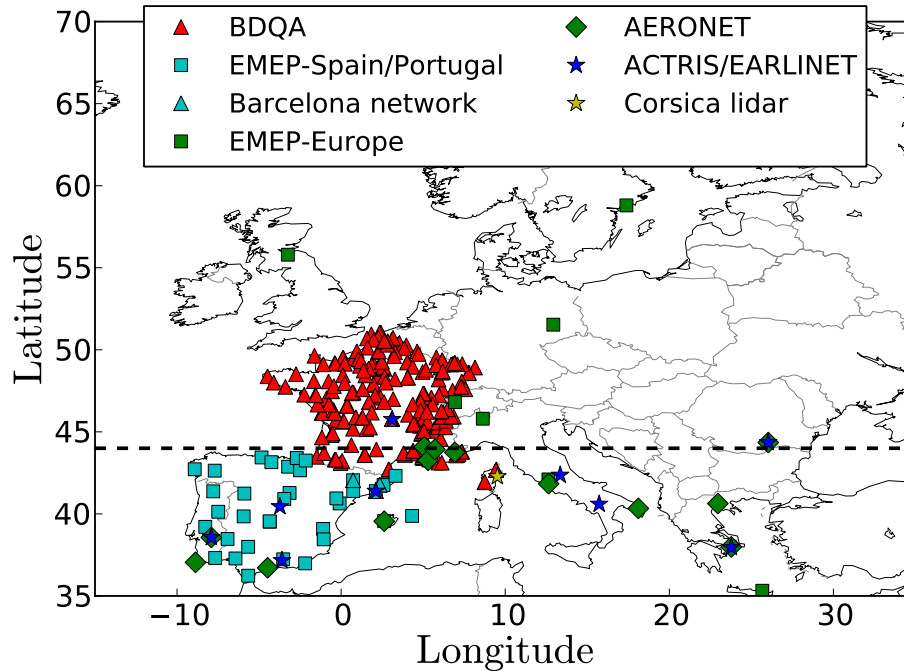 70
65
60
55
50
45
40
35
Latitude
BDQA
EMEP-Spain/Portugal
Barcelona network
EMEP-Europe
AERONET
ACTRIS/EARLINET
Corsica lidar
−10 0 10 20 30
Longitude